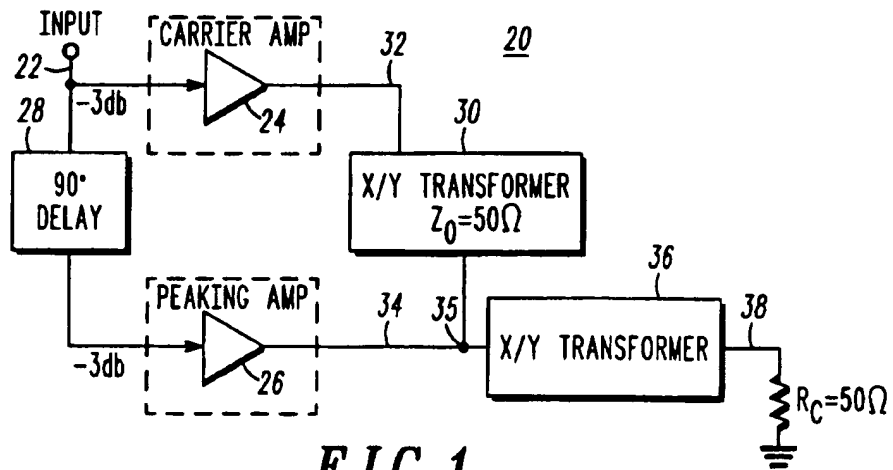 INPUT
22
CARRIER AMP
20
32
-3db
24
28
30
90°
DELAY
X/Y TRANSFORMER
Z0=50Ω
36
PEAKING AMP
34
35
38
X/Y TRANSFORMER
-3db
26
RC=50Ω
FIG.1